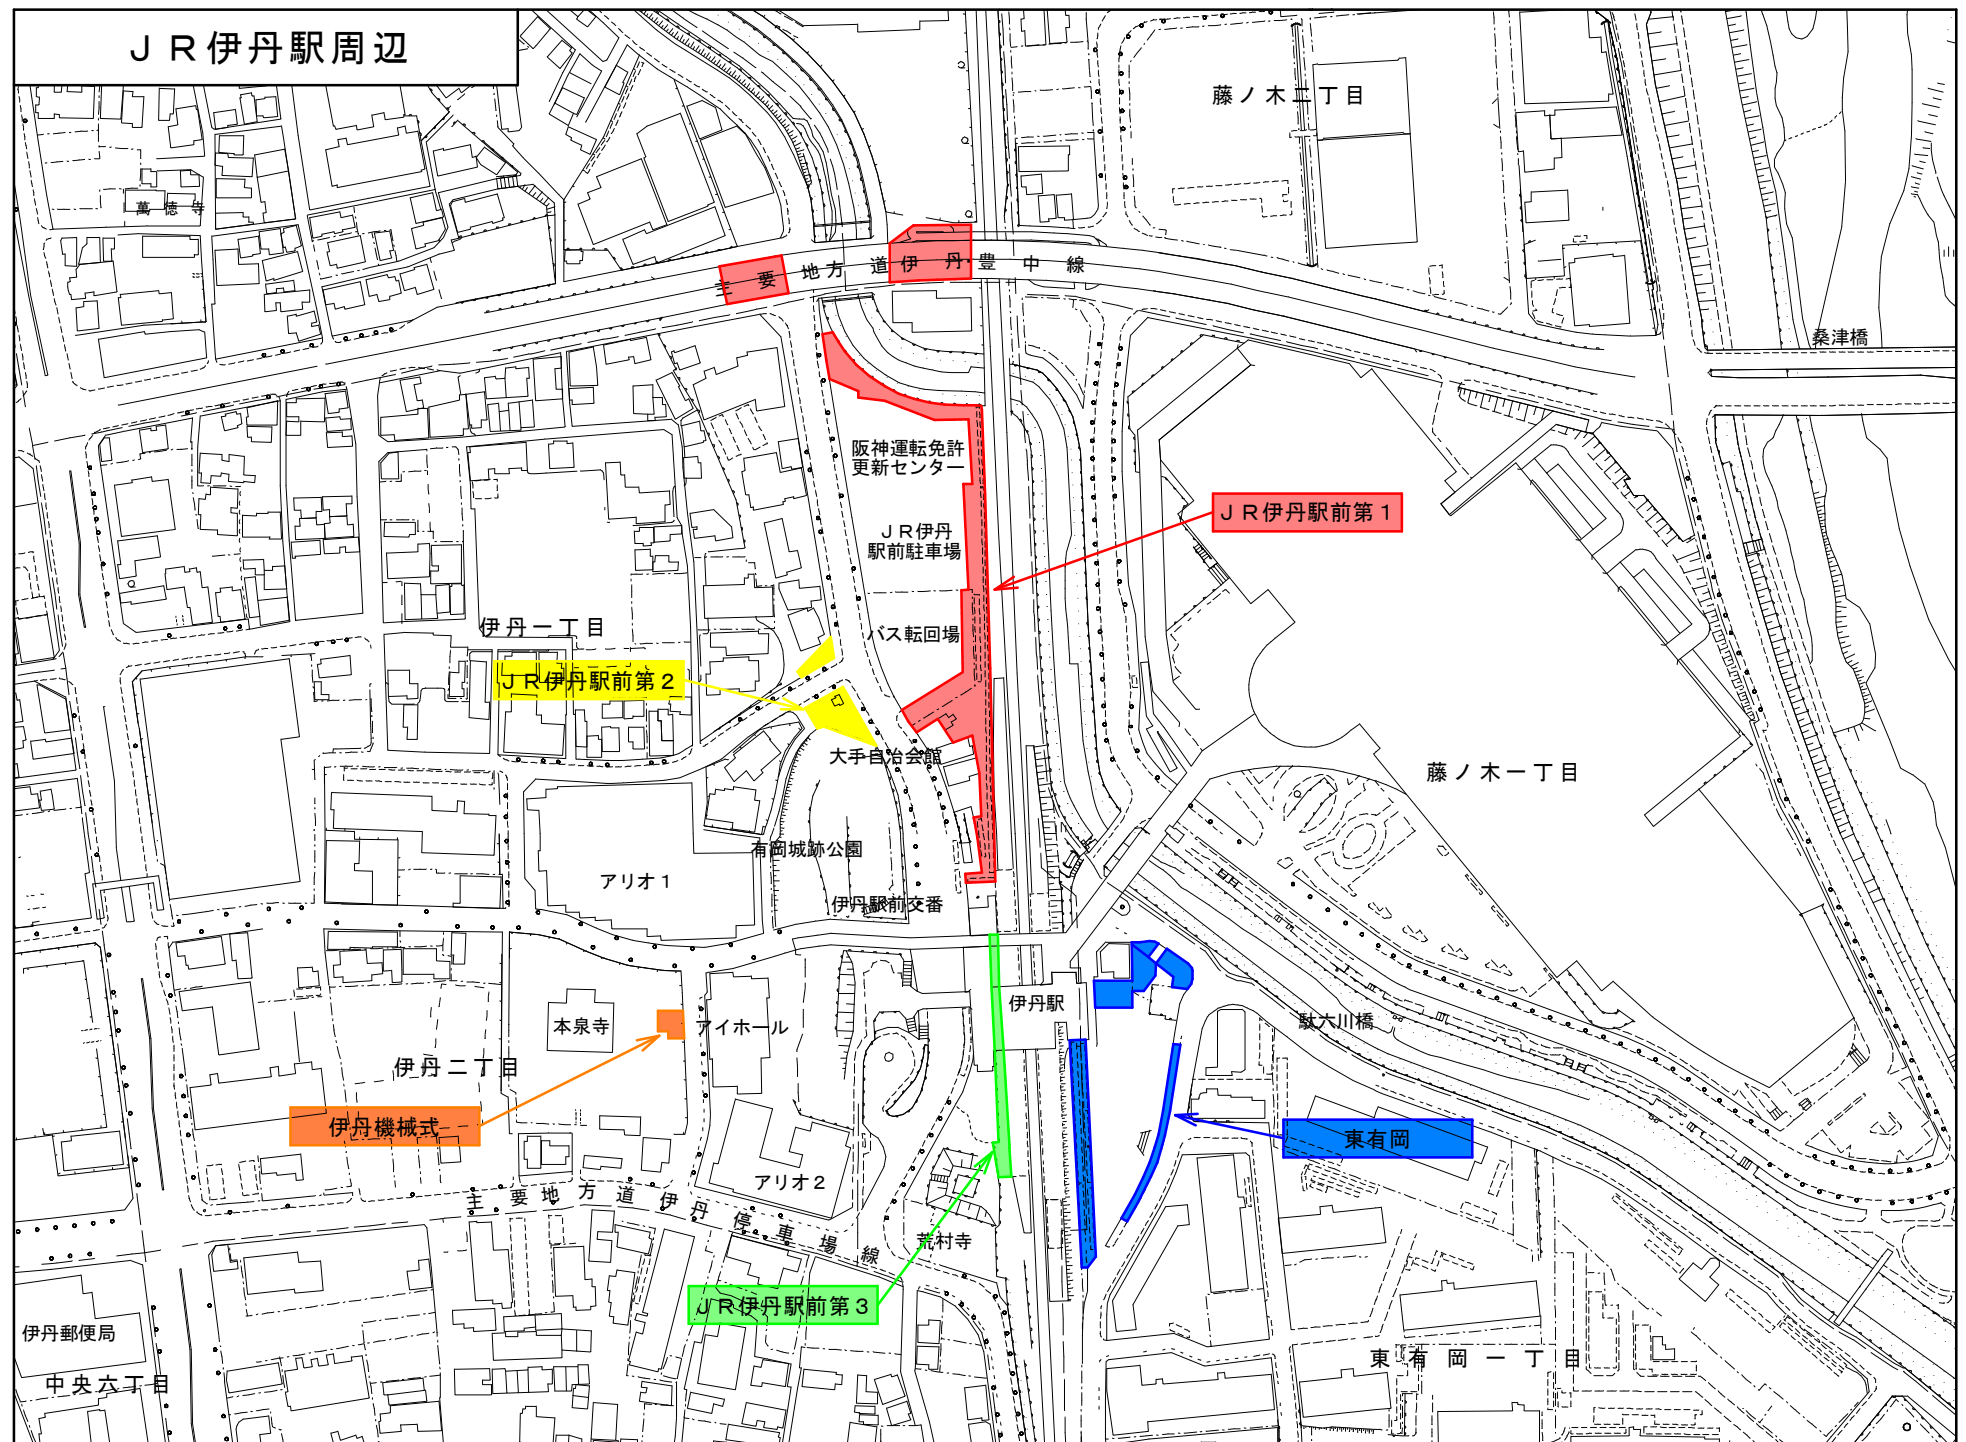 ＪＲ伊丹駅周辺
藤ノ木二丁目
萬徳寺
主要地方道伊丹豊中線
桑津橋
阪神運転免許
更新センター
ＪＲ伊丹駅前第１
ＪＲ伊丹
駅前駐車場
伊丹一丁目
バス転回場
ＪＲ伊丹駅前第２
大手自治会館
藤ノ木一丁目
有岡城跡公園
アリオ１
伊丹駅前交番
伊丹駅
本泉寺
アイホール
駄六川橋
伊丹二丁目
伊丹機械式
東有岡
アリオ２
主要地方道伊丹停車場線
荒村寺
ＪＲ伊丹駅前第３
伊丹郵便局
東有岡一丁目
中央六丁目